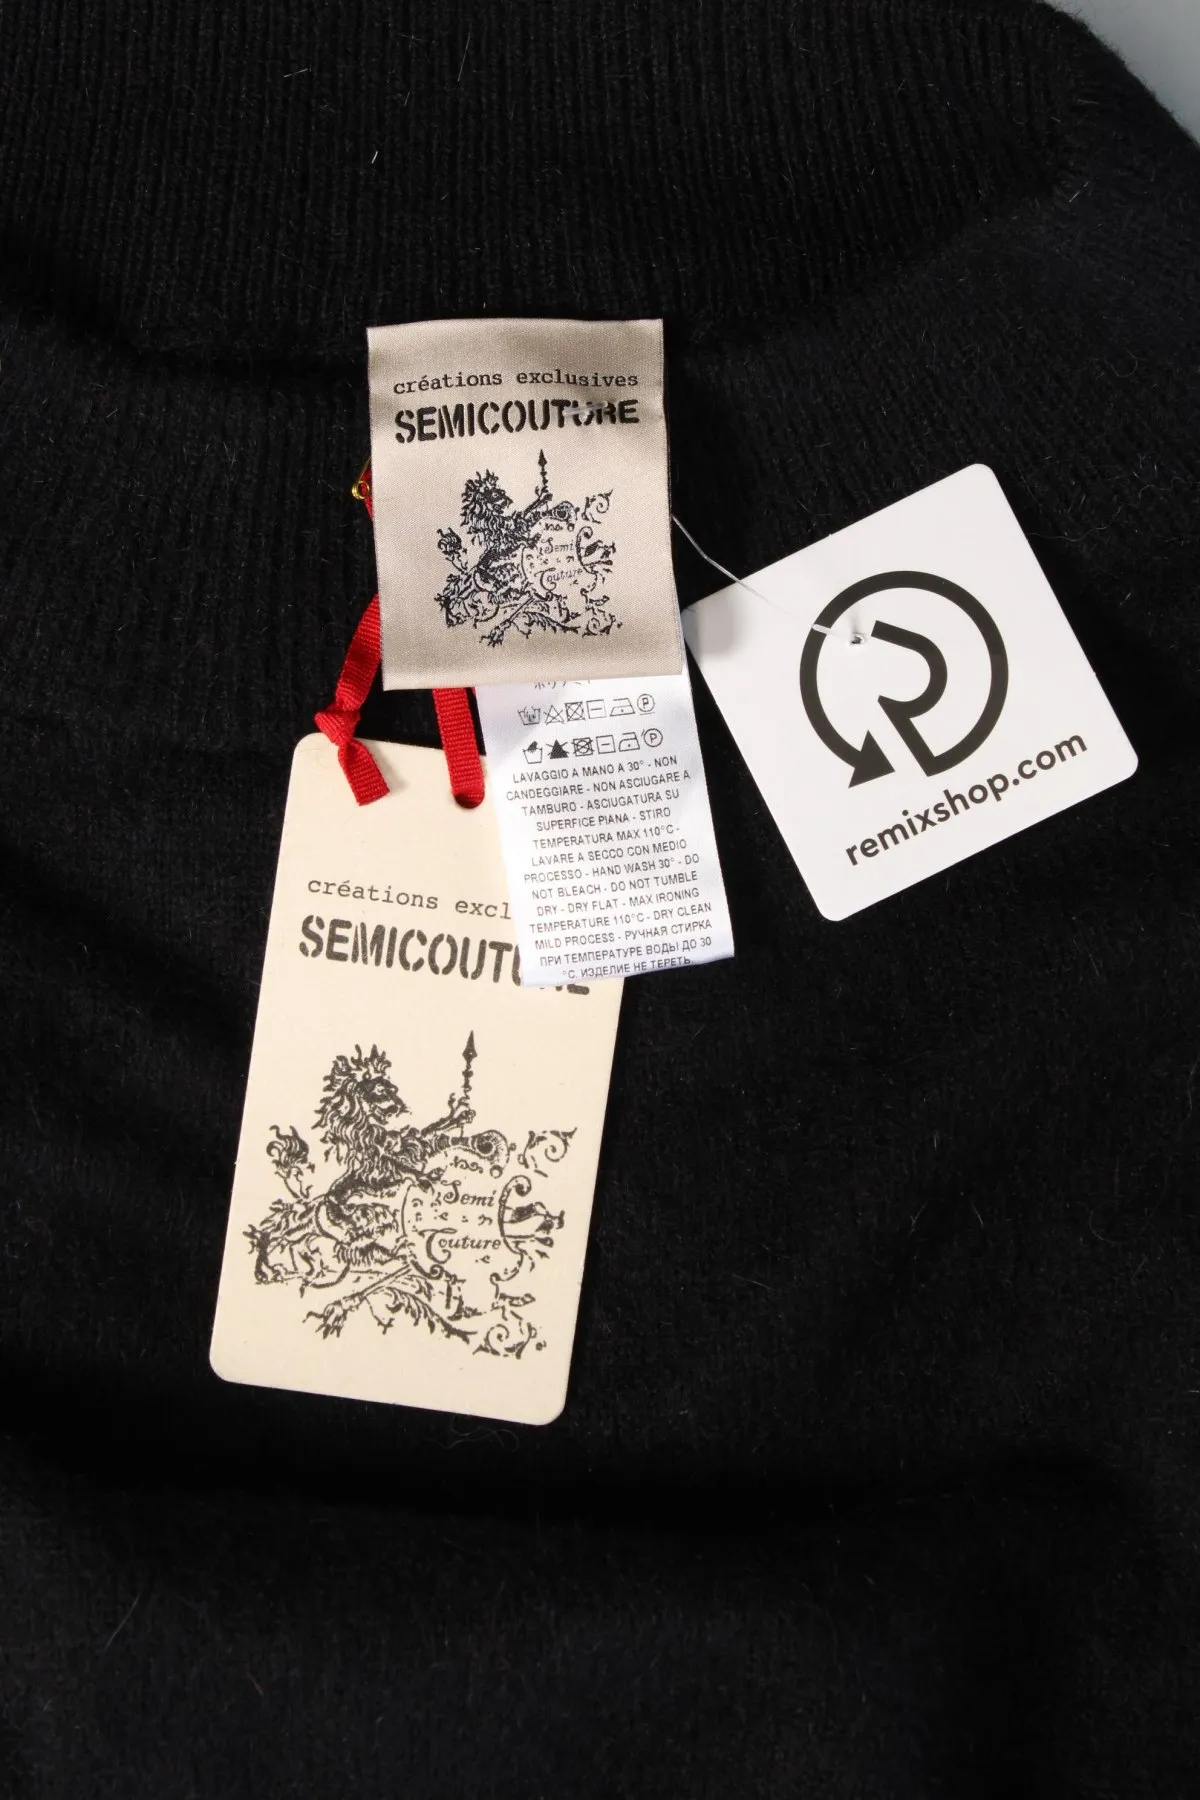 créations exclusives
SEMICOUTURE
Semi
Couture
LAVAGGIO A MANO A 30° - NON
CANDEGGIARE - NON ASCIUGARE A
TAMBURO - ASCIUGATURA SU
SUPERFICE PIANA - STIRO
TEMPERATURA MAX 110°C -
LAVARE A SECCO CON MEDIO
PROCESSO - HAND WASH 30° - DO
NOT BLEACH - DO NOT TUMBLE
DRY - DRY FLAT - MAX IRONING
TEMPERATURE 110°C - DRY CLEAN
MILD PROCESS - РУЧНАЯ СТИРКА
ПРИ ТЕМПЕРАТУРЕ ВОДЫ ДО 30
°C. ИЗДЕЛИЕ НЕ ТЕРЕТЬ.
remixshop.com
créations excl
SEMICOUTURE
Semi
Couture